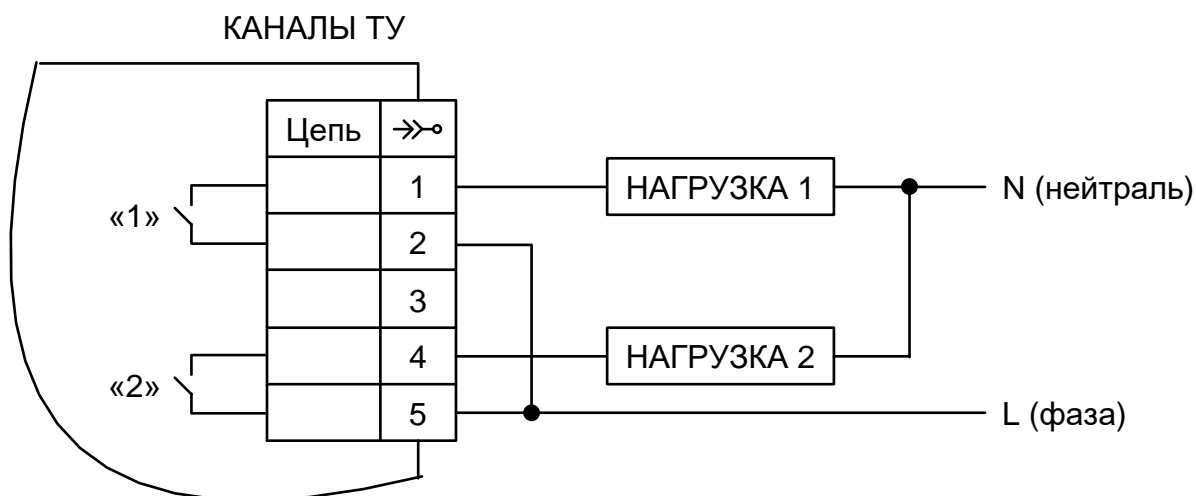 КАНАЛЫ ТУ
Цепь
1 НАГРУЗКА 1 N (нейтраль)
«1»
2
3
4 НАГРУЗКА 2
«2»
5 L (фаза)